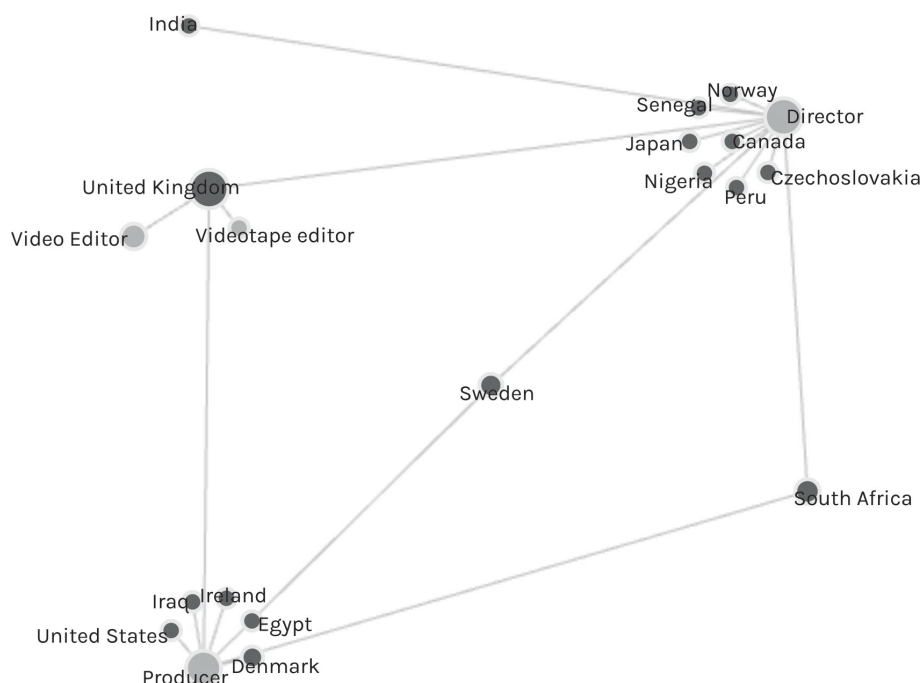 India
Norway
Senegal
Director
Japan
Canada
Nigeria
Czechoslovakia
Peru
United Kingdom
Video Editor
Videotape editor
Sweden
South Africa
Iraq
Ireland
Egypt
United States
Denmark
Producer